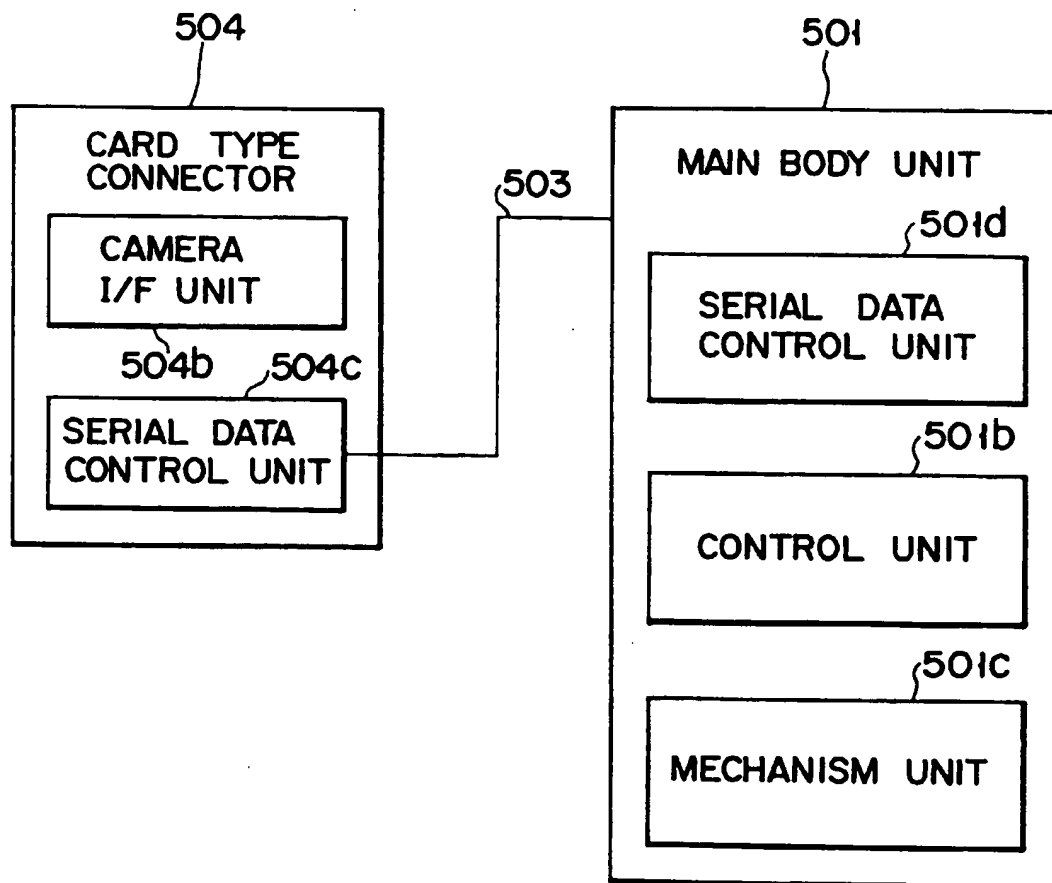 504
CARD TYPE
CONNECTOR
CAMERA
I/F UNIT
504b
504c
SERIAL DATA
CONTROL UNIT
503
501
MAIN BODY UNIT
501d
SERIAL DATA
CONTROL UNIT
501b
CONTROL UNIT
501c
MECHANISM UNIT